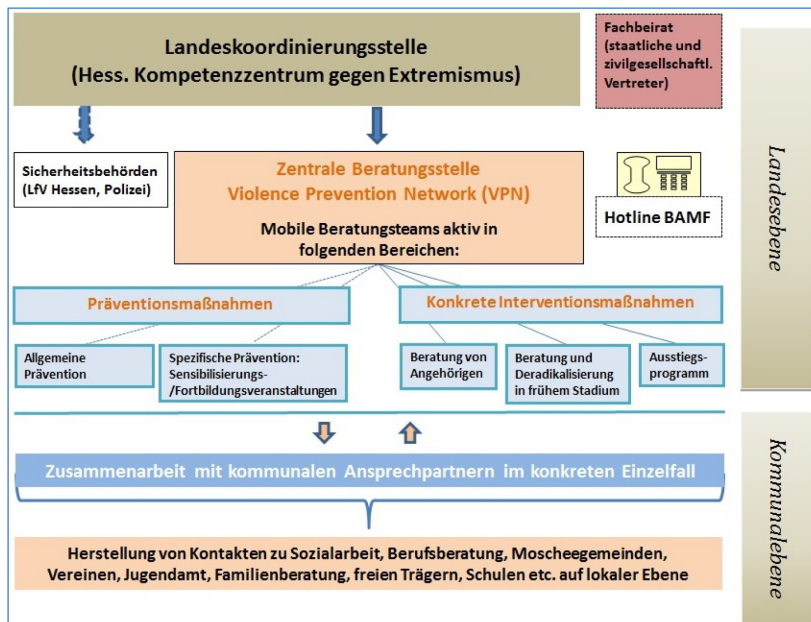 Landeskoordinierungsstelle
(Hess. Kompetenzzentrum gegen Extremismus)
Fachbeirat
(staatliche und
zivilgesellschaftl.
Vertreter)
Landesebene
Sicherheitsbehörden
(LfV Hessen, Polizei)
Zentrale Beratungsstelle
Violence Prevention Network (VPN)
Mobile Beratungsteams aktiv in
folgenden Bereichen:
Hotline BAMF
Präventionsmaßnahmen
Konkrete Interventionsmaßnahmen
Allgemeine
Prävention
Spezifische Prävention:
Sensibilisierungs-
/Fortbildungsveranstaltungen
Beratung von
Angehörigen
Beratung und
Deradikalisierung
in frühem Stadium
Ausstiegs-
programm
Kommunalebene
Zusammenarbeit mit kommunalen Ansprechpartnern im konkreten Einzelfall
Herstellung von Kontakten zu Sozialarbeit, Berufsberatung, Moscheegemeinden,
Vereinen, Jugendamt, Familienberatung, freien Trägern, Schulen etc. auf lokaler Ebene